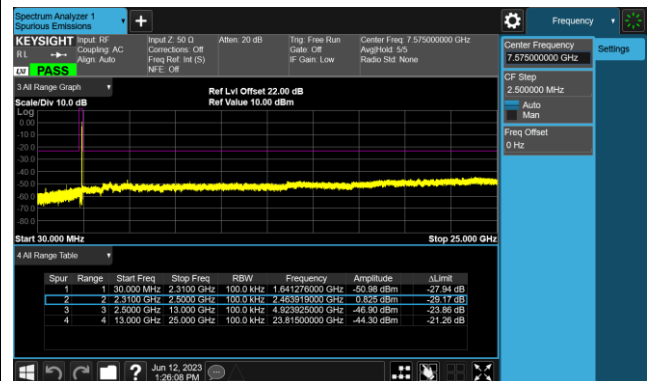 Spectrum Analyzer 1
Spurious Emissions
Frequency
KEYSIGHT
Input: RF
Input Z: 50 Ω
Atten: 20 dB
Trig: Free Run
Center Freq: 7.575000000 GHz
RL
Coupling: AC
Corrections: Off
Gate: Off
Avg|Hold: 5/5
Align: Auto
Freq Ref: Int (S)
IF Gain: Low
Radio Std: None
LXI
PASS
NFE: Off
Center Frequency
7.575000000 GHz
Settings
CF Step
2.500000 MHz
Auto
Man
Freq Offset
0 Hz
3 All Range Graph
Ref Lvl Offset 22.00 dB
Scale/Div 10.0 dB
Ref Value 10.00 dBm
Log
0.00
-10.0
-20.0
-30.0
-40.0
-50.0
-60.0
-70.0
-80.0
Start 30.000 MHz
Stop 25.000 GHz
4 All Range Table
Spur Range Start Freq Stop Freq RBW Frequency Amplitude ΔLimit
1 1 30.000 MHz 2.3100 GHz 100.0 kHz 1.641276000 GHz -50.98 dBm -27.94 dB
2 2 2.3100 GHz 2.5000 GHz 100.0 kHz 2.463919000 GHz 0.825 dBm -29.17 dB
3 3 2.5000 GHz 13.000 GHz 100.0 kHz 4.923925000 GHz -46.90 dBm -23.86 dB
4 4 13.000 GHz 25.000 GHz 100.0 kHz 23.81500000 GHz -44.30 dBm -21.26 dB
?
Jun 12, 2023
1:26:08 PM